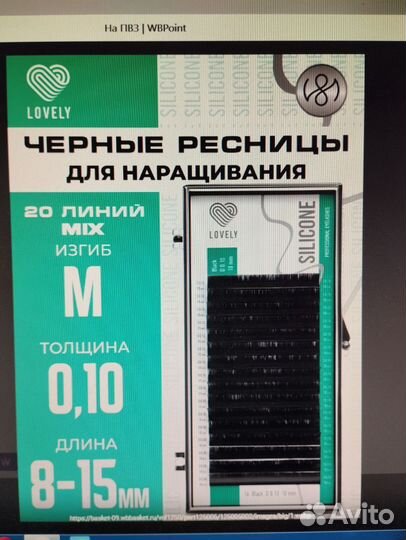 На ПВЗ | WBPoint
LOVELY
SILICONE
ЧЕРНЫЕ РЕСНИЦЫ
ДЛЯ НАРАЩИВАНИЯ
20 ЛИНИЙ
MIX
ИЗГИБ
М
ТОЛЩИНА
0,10
ДЛИНА
8-15ММ
LOVELY
SILICONE
PROFESSIONAL EYELASHES
Black
Avito